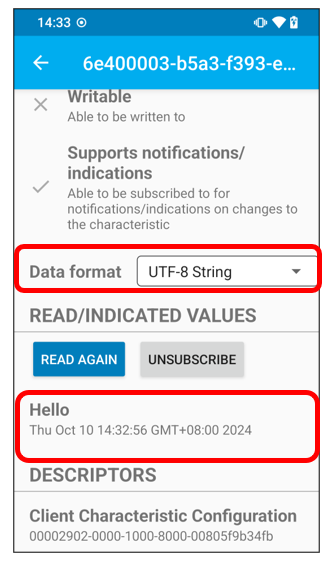 14:33
6e400003-b5a3-f393-e...
Writable
Able to be written to
Supports notifications/
indications
Able to be subscribed to for
notifications/indications on changes to
the characteristic
Data format UTF-8 String
READ/INDICATED VALUES
READ AGAIN UNSUBSCRIBE
Hello
Thu Oct 10 14:32:56 GMT+08:00 2024
DESCRIPTORS
Client Characteristic Configuration
00002902-0000-1000-8000-00805f9b34fb